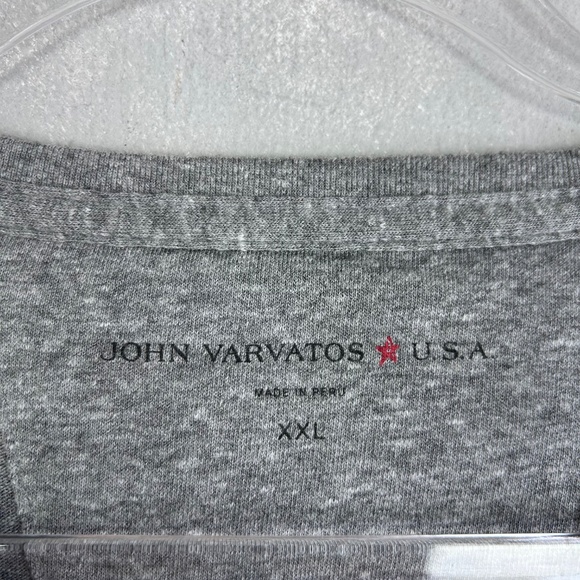 JOHN VARVATOS ★ U.S.A.
MADE IN PERU
XXL